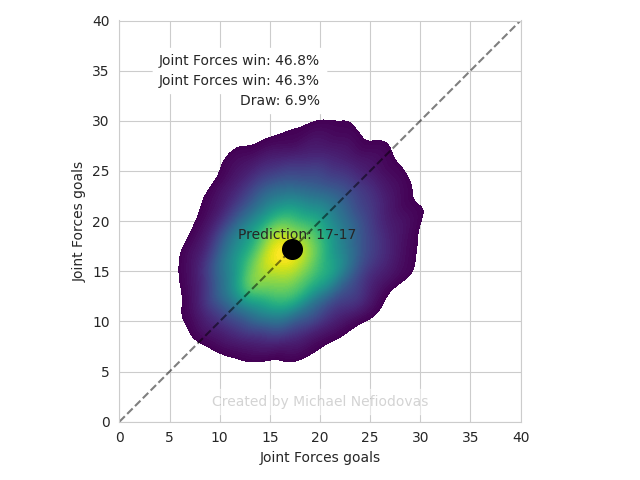 40
35
30
25
20
15
10
5
0
Joint Forces goals
Joint Forces win: 46.8%
Joint Forces win: 46.3%
Draw: 6.9%
Prediction: 17-17
Created by Michael Nefiodovas
0 5 10 15 20 25 30 35 40
Joint Forces goals